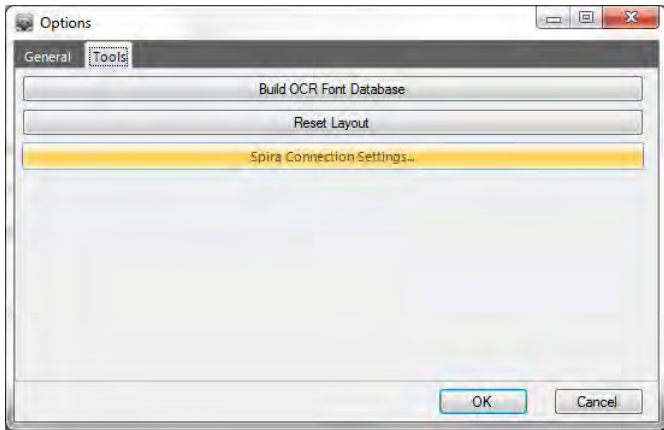 Options
General Tools
Build OCR Font Database
Reset Layout
Spira Connection Settings...
OK Cancel